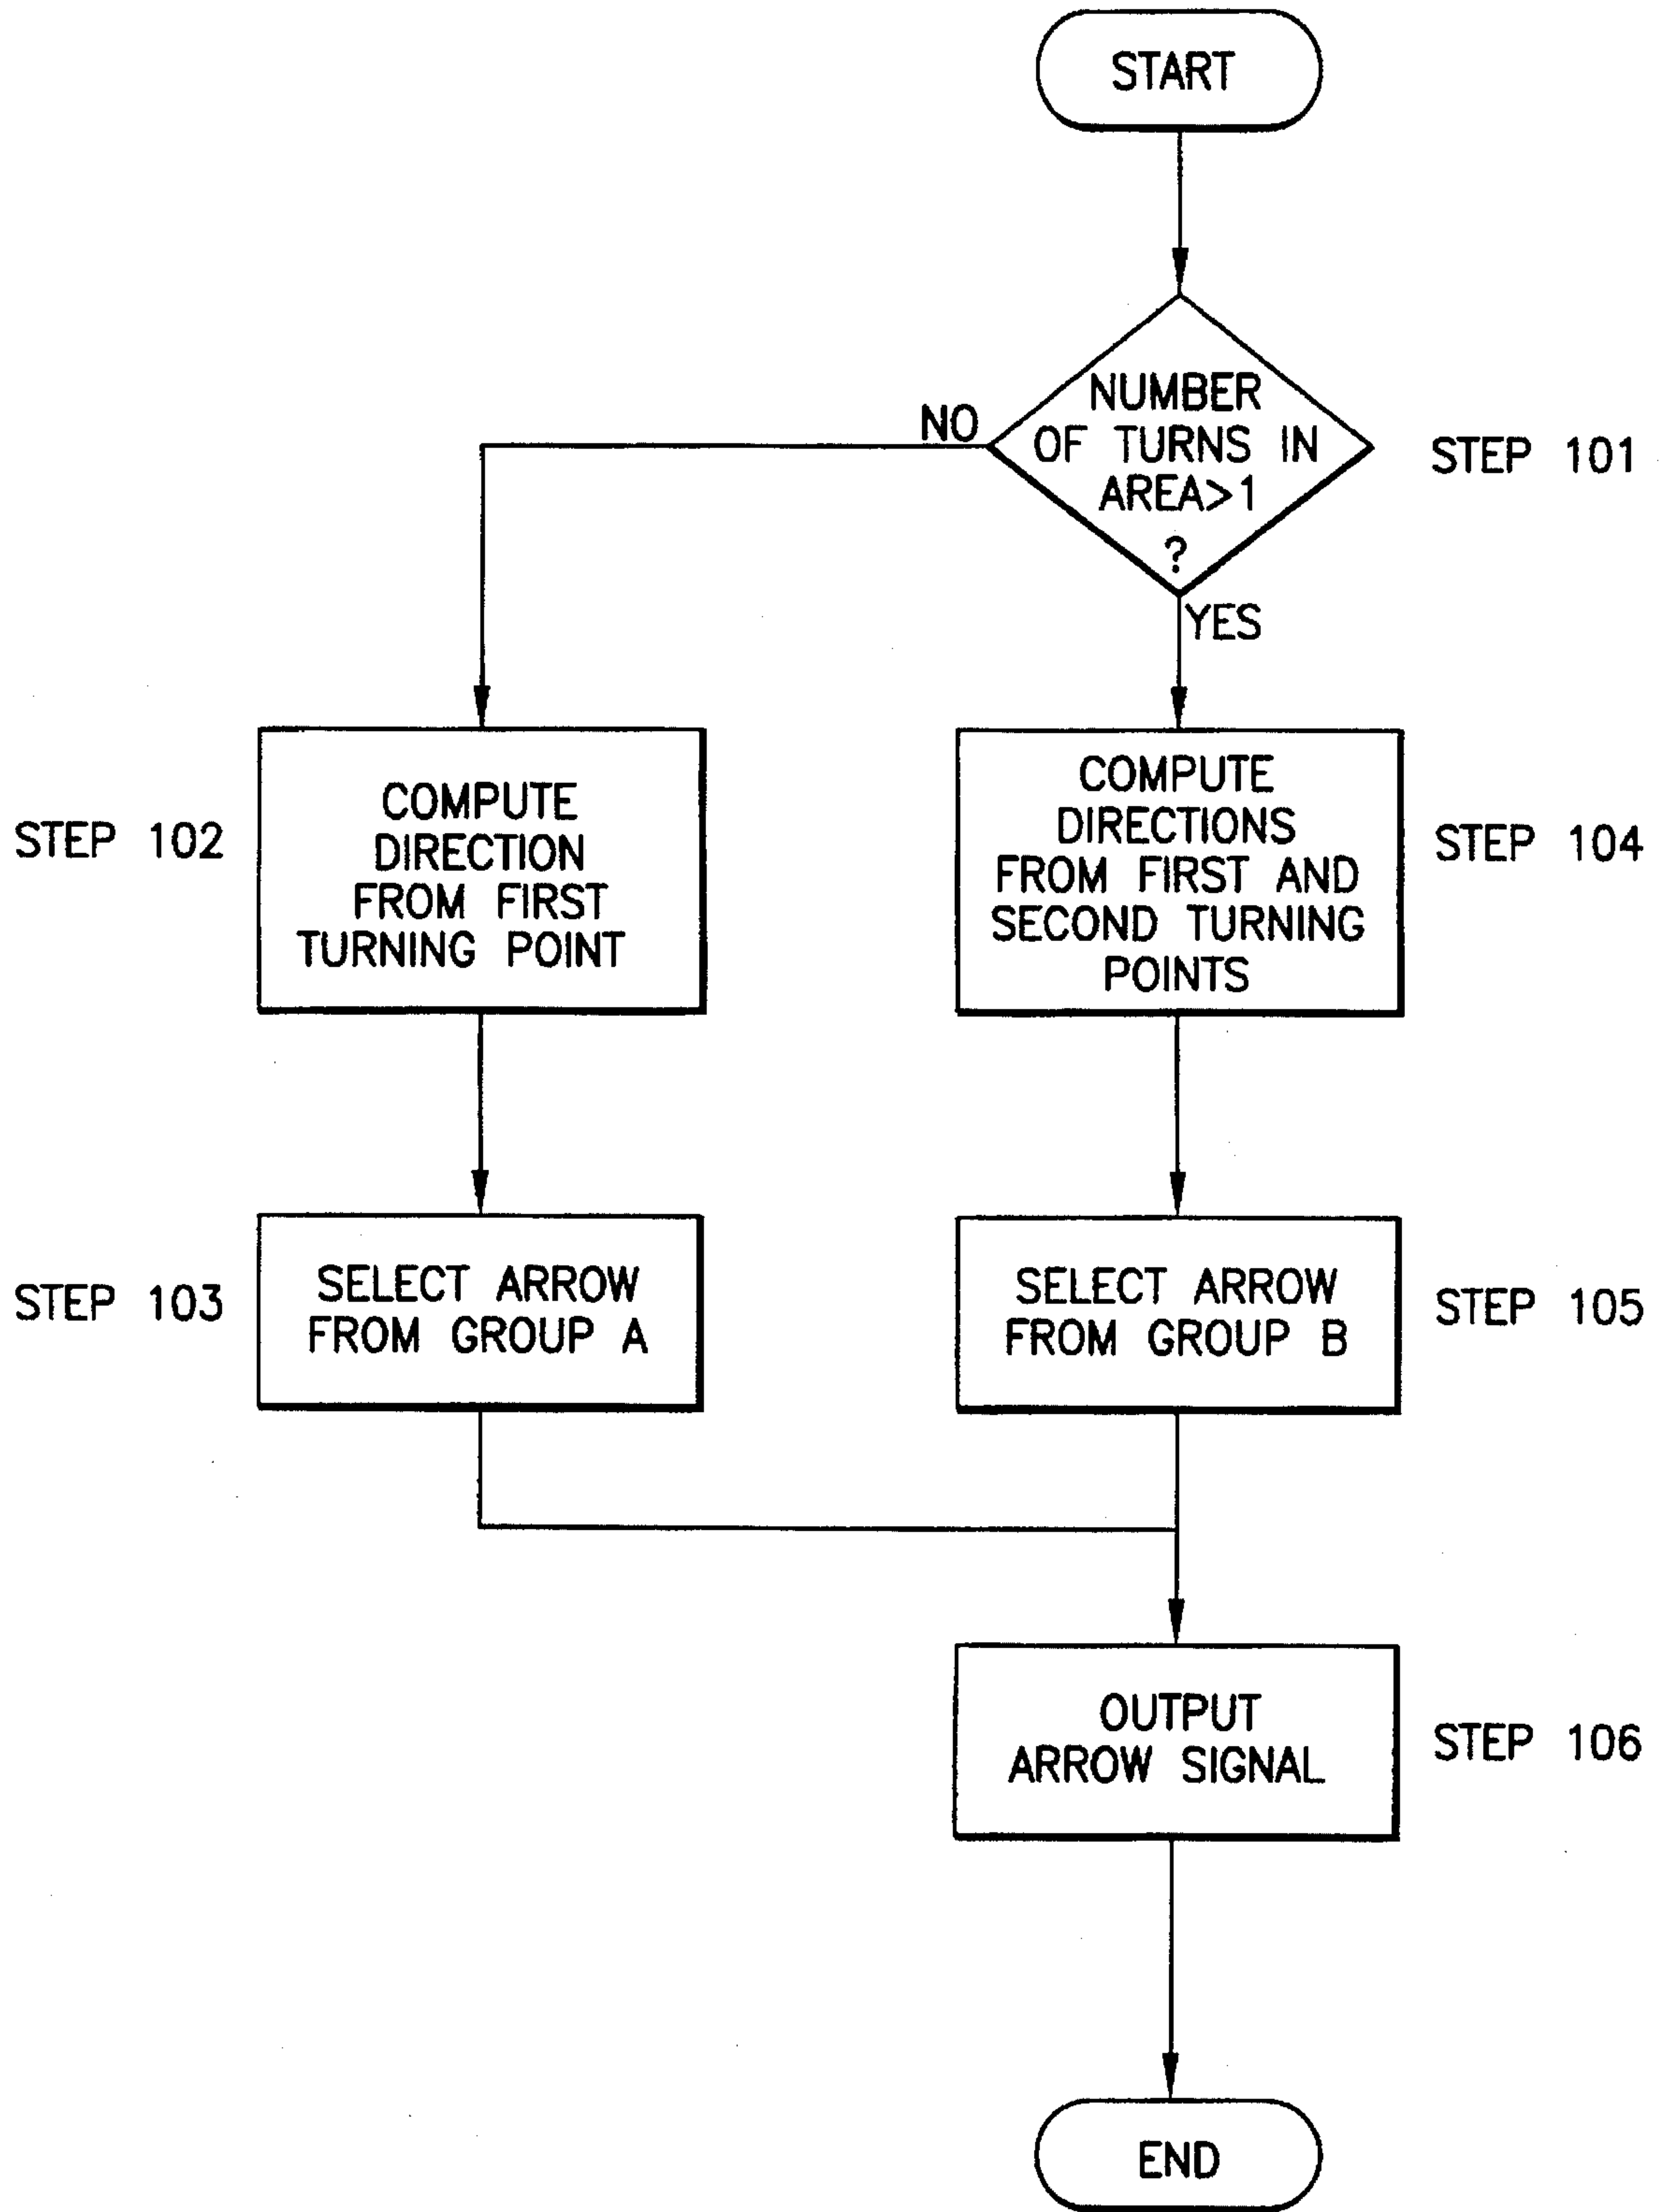 START
NUMBER
OF TURNS IN
AREA>1
?
STEP 101
NO
YES
STEP 102
COMPUTE
DIRECTION
FROM FIRST
TURNING POINT
COMPUTE
DIRECTIONS
FROM FIRST AND
SECOND TURNING
POINTS
STEP 104
STEP 103
SELECT ARROW
FROM GROUP A
SELECT ARROW
FROM GROUP B
STEP 105
OUTPUT
ARROW SIGNAL
STEP 106
END